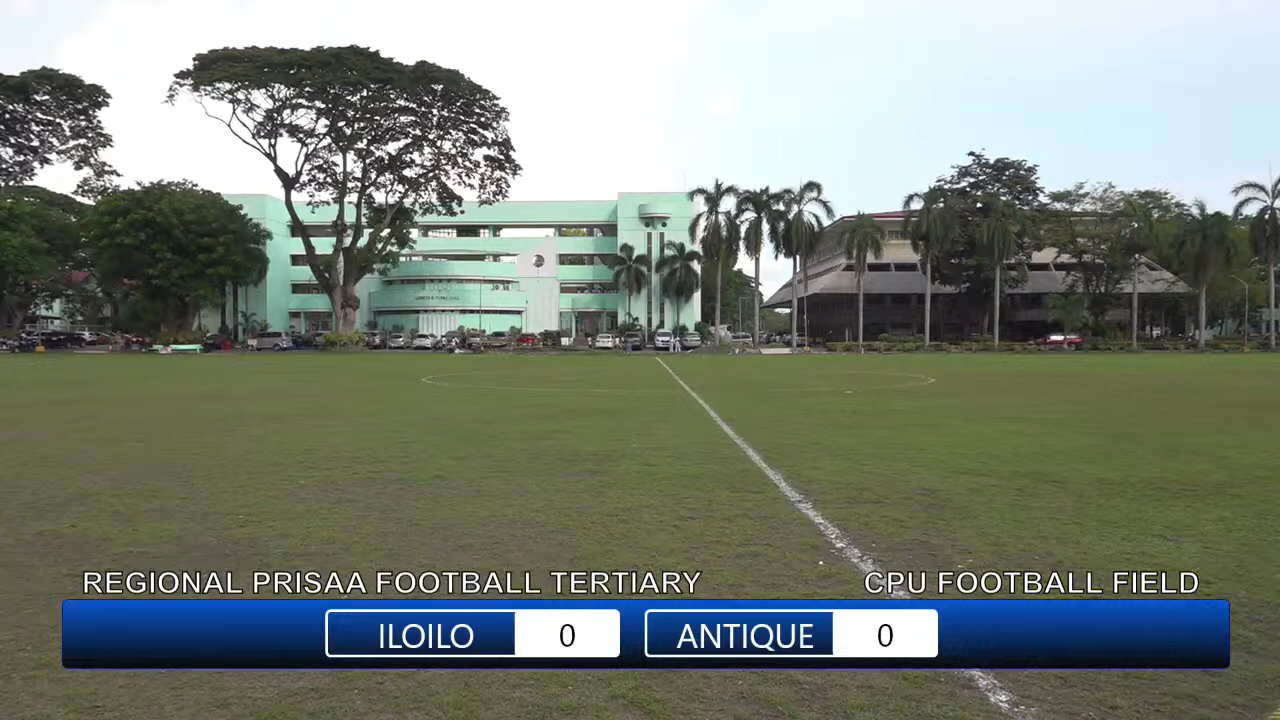 REGIONAL PRISAA FOOTBALL TERTIARY
CPU FOOTBALL FIELD
ILOILO 0 ANTIQUE 0